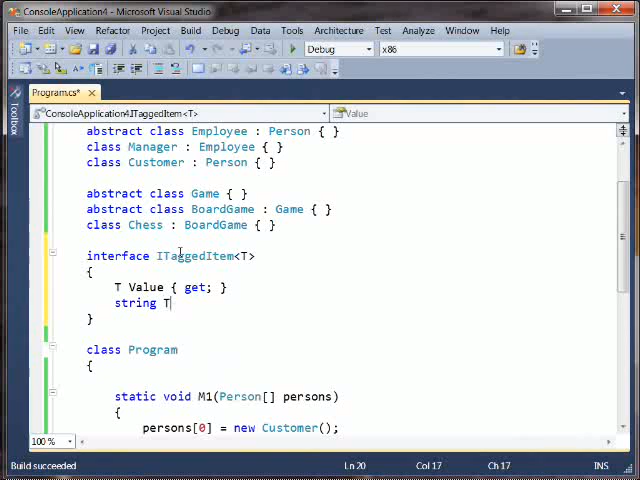 ConsoleApplication4 - Microsoft Visual Studio
File Edit View Refactor Project Build Debug Data Tools Architecture Test Analyze Window Help
Debug x86
Program.cs* ×
Toolbox
ConsoleApplication4.ITaggedItem<T> Value
abstract class Employee : Person { }
class Manager : Employee { }
class Customer : Person { }
abstract class Game { }
abstract class BoardGame : Game { }
class Chess : BoardGame { }
interface ITaggedItem<T>
{
T Value { get; }
string T
}
class Program
{
static void M1(Person[] persons)
{
persons[0] = new Customer();
100 %
Build succeeded Ln 20 Col 17 Ch 17